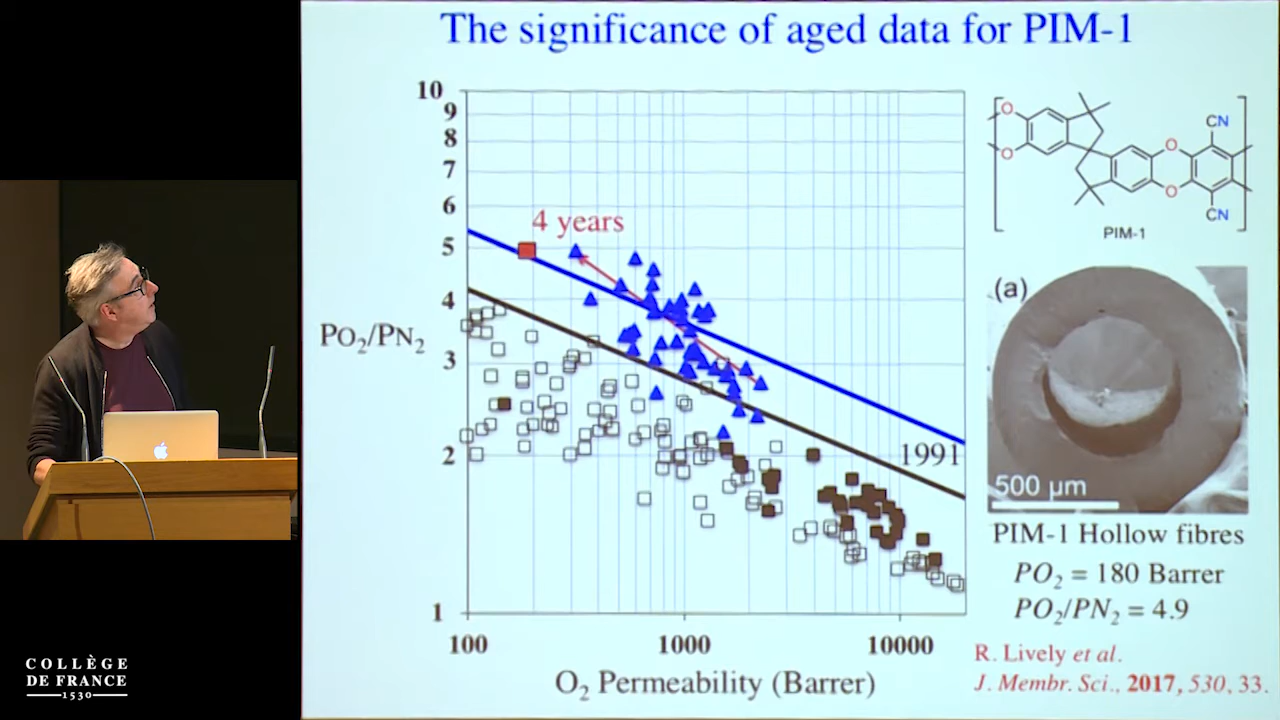 The significance of aged data for PIM-1
10
9
8
7
6
5
4
3
2
1
PO₂/PN₂
4 years
1991
100
1000
10000
O₂ Permeability (Barrer)
O
O
O
O
CN
CN
PIM-1
(a)
500 µm
PIM-1 Hollow fibres
PO₂ = 180 Barrer
PO₂/PN₂ = 4.9
R. Lively et al.
J. Membr. Sci., 2017, 530, 33.
COLLÈGE
DE FRANCE
1530